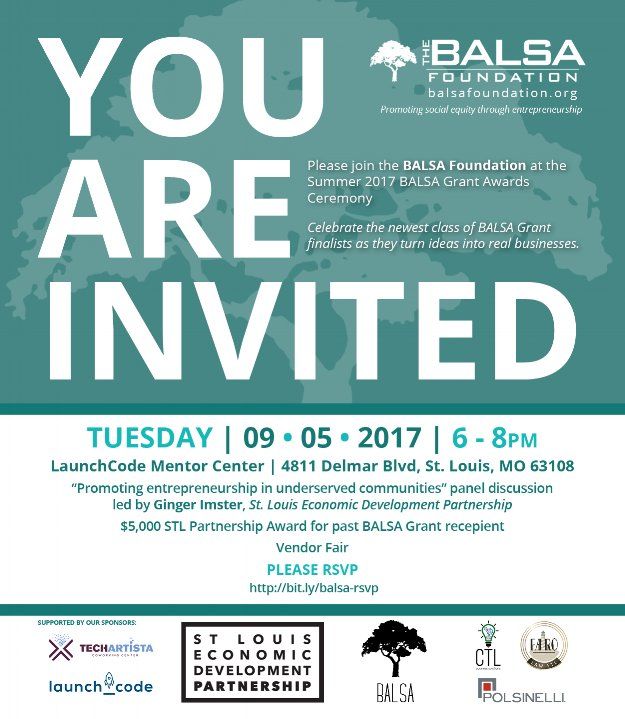 YOU
ARE
INVITED
THE BALSA
FOUNDATION
balsafoundation.org
Promoting social equity through entrepreneurship
Please join the BALSA Foundation at the
Summer 2017 BALSA Grant Awards
Ceremony
Celebrate the newest class of BALSA Grant
finalists as they turn ideas into real businesses.
TUESDAY | 09 • 05 • 2017 | 6 - 8PM
LaunchCode Mentor Center | 4811 Delmar Blvd, St. Louis, MO 63108
“Promoting entrepreneurship in underserved communities” panel discussion
led by Ginger Imster, St. Louis Economic Development Partnership
$5,000 STL Partnership Award for past BALSA Grant recepient
Vendor Fair
PLEASE RSVP
http://bit.ly/balsa-rsvp
SUPPORTED BY OUR SPONSORS:
TECHARTISTA
COWORKING CENTER
launch_code
ST LOUIS
ECONOMIC
DEVELOPMENT
PARTNERSHIP
BALSA
CTL
POLSINELLI